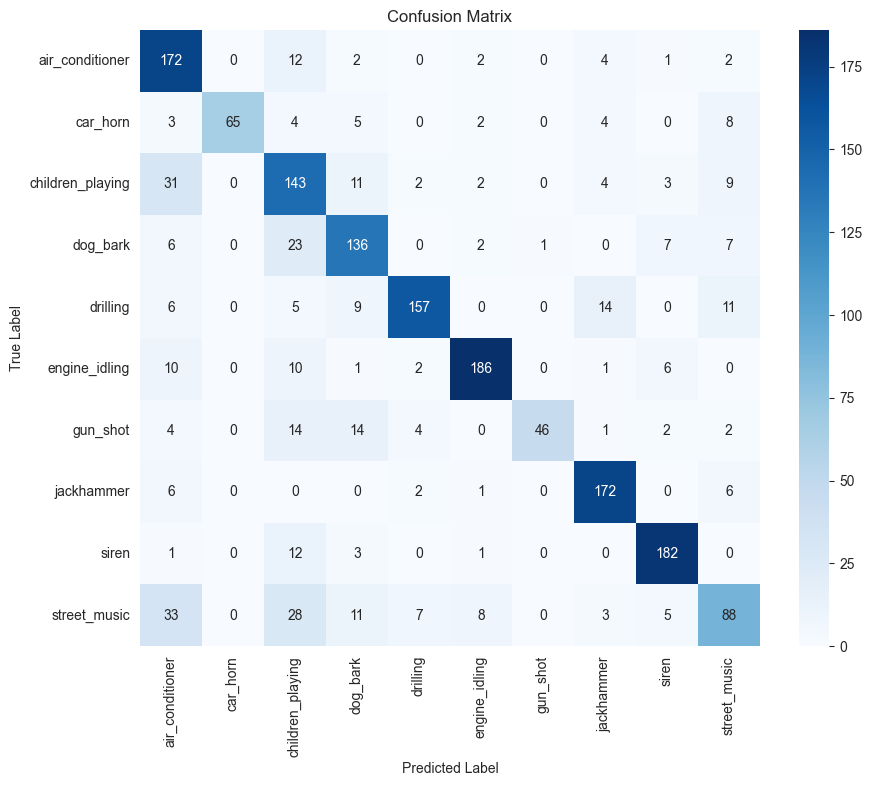 Confusion Matrix
air_conditioner 172 0 12 2 0 2 0 4 1 2
car_horn 3 65 4 5 0 2 0 4 0 8
children_playing 31 0 143 11 2 2 0 4 3 9
dog_bark 6 0 23 136 0 2 1 0 7 7
drilling 6 0 5 9 157 0 0 14 0 11
engine_idling 10 0 10 1 2 186 0 1 6 0
gun_shot 4 0 14 14 4 0 46 1 2 2
jackhammer 6 0 0 0 2 1 0 172 0 6
siren 1 0 12 3 0 1 0 0 182 0
street_music 33 0 28 11 7 8 0 3 5 88
True Label
air_conditioner car_horn children_playing dog_bark drilling engine_idling gun_shot jackhammer siren street_music
Predicted Label
175
150
125
100
75
50
25
0